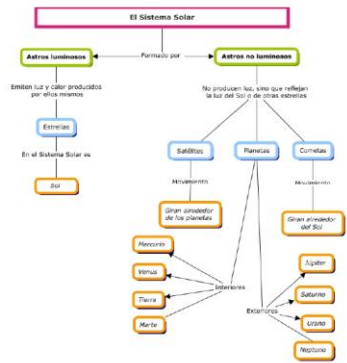 El Sistema Solar
Astros luminosos
Formado por
Astros no luminosos
Emiten luz y calor producidos
por ellos mismos
No producen luz, sino que reflejan
la luz del Sol o de otras estrellas
Estrellas
En el Sistema Solar es
Sol
Satélites
Planetas
Cometas
Movimiento
Movimiento
Giran alrededor
de los planetas
Giran alrededor
del Sol
Mercurio
Venus
Tierra
Marte
Interiores
Exteriores
Júpiter
Saturno
Urano
Neptuno